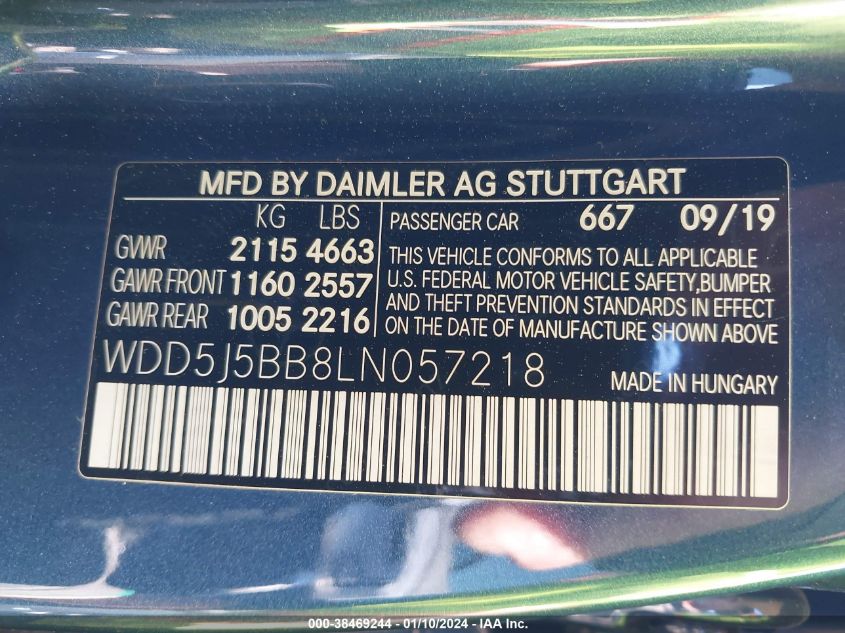 MFD BY DAIMLER AG STUTTGART
KG LBS
GVWR 2115 4663
GAWR FRONT 1160 2557
GAWR REAR 1005 2216
PASSENGER CAR 667 09/19
THIS VEHICLE CONFORMS TO ALL APPLICABLE
U.S. FEDERAL MOTOR VEHICLE SAFETY,BUMPER
AND THEFT PREVENTION STANDARDS IN EFFECT
ON THE DATE OF MANUFACTURE SHOWN ABOVE
WDD5J5BB8LN057218
MADE IN HUNGARY
000-38469244 - 01/10/2024 - IAA Inc.